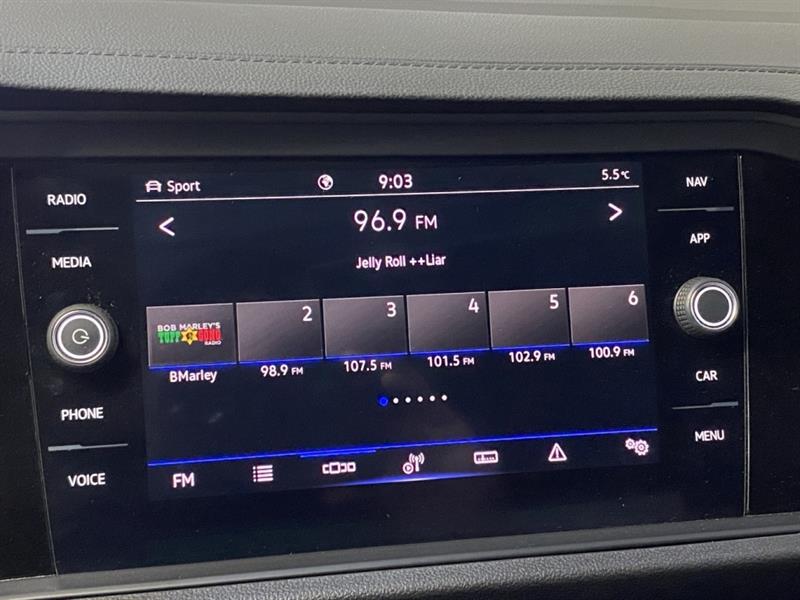 RADIO
MEDIA
PHONE
VOICE
Sport 9:03 5.5°C
< 96.9 FM >
Jelly Roll ++Liar
BOB MARLEY'S
TUFF GONG
RADIO
2 3 4 5 6
BMarley 98.9 FM 107.5 FM 101.5 FM 102.9 FM 100.9 FM
FM
NAV
APP
CAR
MENU